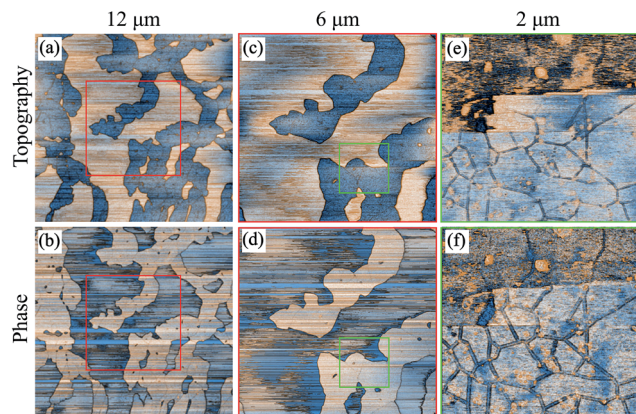 12 μm 6 μm 2 μm
Topography
(a) (c) (e)
Phase
(b) (d) (f)